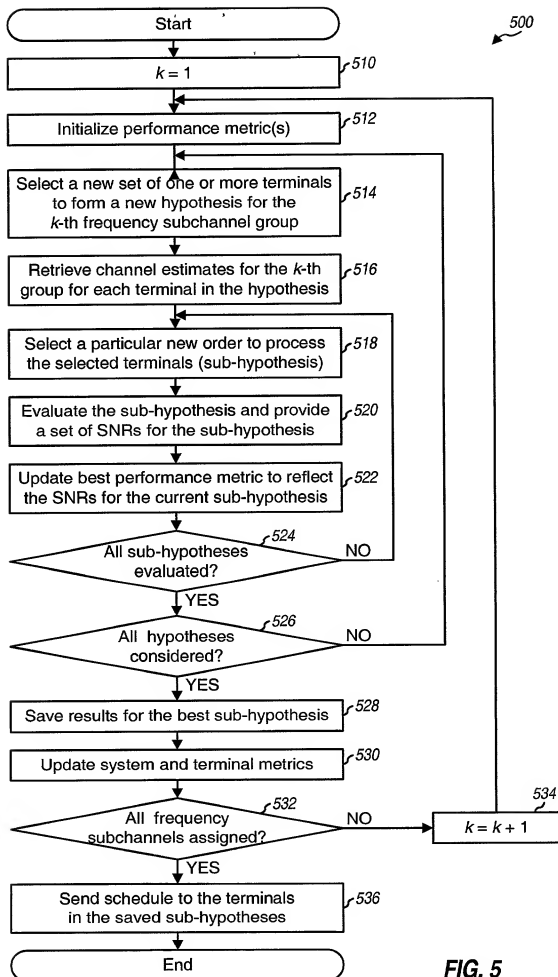 Start
500
k = 1
510
Initialize performance metric(s)
512
Select a new set of one or more terminals
to form a new hypothesis for the
k-th frequency subchannel group
514
Retrieve channel estimates for the k-th
group for each terminal in the hypothesis
516
Select a particular new order to process
the selected terminals (sub-hypothesis)
518
Evaluate the sub-hypothesis and provide
a set of SNRs for the sub-hypothesis
520
Update best performance metric to reflect
the SNRs for the current sub-hypothesis
522
All sub-hypotheses
evaluated?
524
NO
YES
All hypotheses
considered?
526
NO
YES
Save results for the best sub-hypothesis
528
Update system and terminal metrics
530
All frequency
subchannels assigned?
532
NO
k = k + 1
534
YES
Send schedule to the terminals
in the saved sub-hypotheses
536
End
FIG. 5